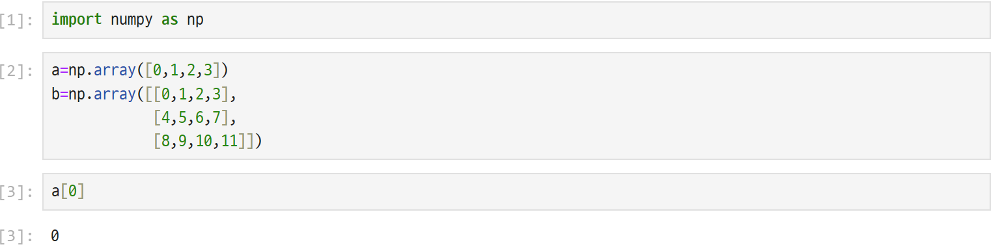 [1]: import numpy as np
[2]: a=np.array([0,1,2,3])
b=np.array([[0,1,2,3],
[4,5,6,7],
[8,9,10,11]])
[3]: a[0]
[3]: 0